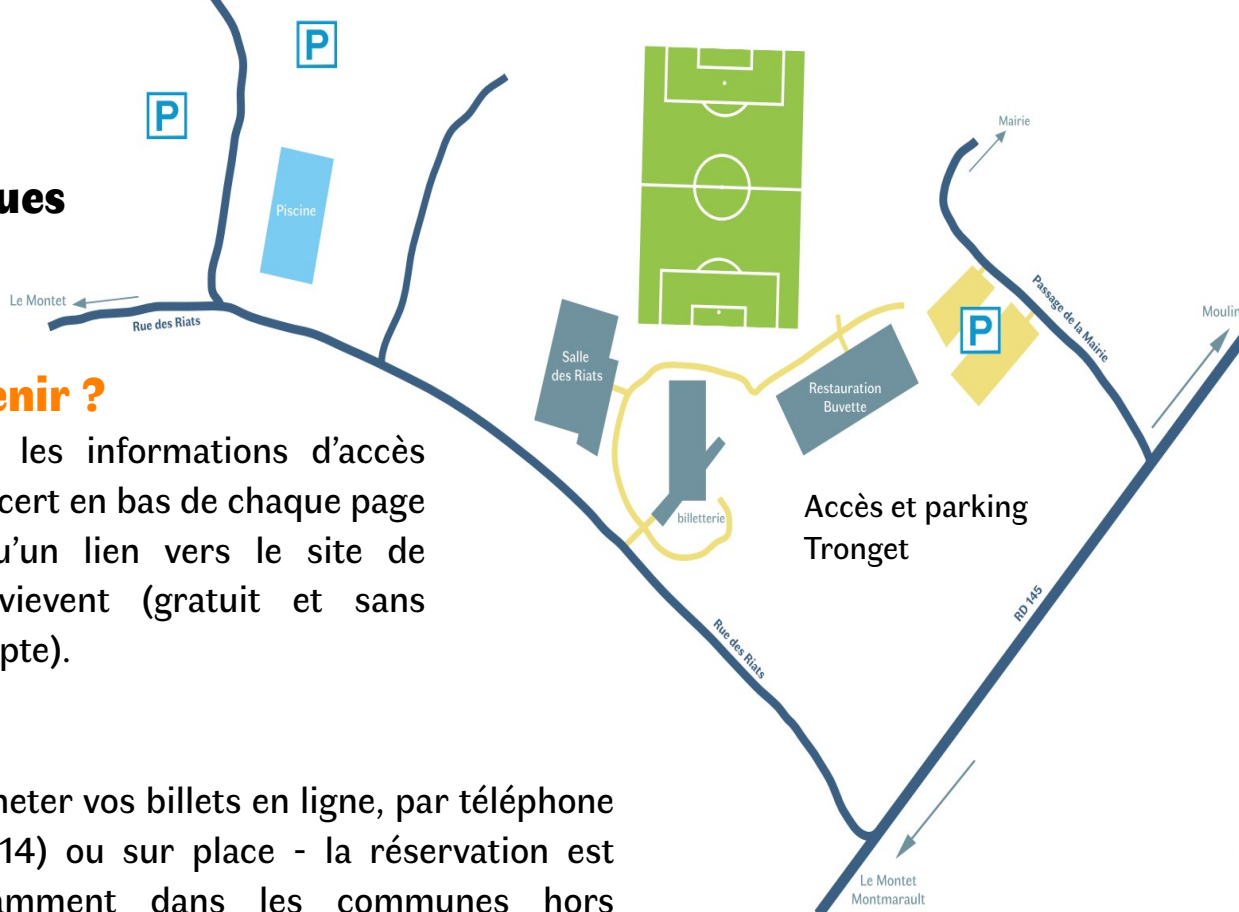 P
P
Mairie
ues
Piscine
Le Montet
Rue des Riats
Passage de la Mairie
P
Salle
des Riats
Restauration
Buvette
enir ?
les informations d’accès
cert en bas de chaque page
u’un lien vers le site de
vievent (gratuit et sans
pte).
billetterie
Accès et parking
Tronget
RD 145
Rue des Riats
heter vos billets en ligne, par téléphone
14) ou sur place - la réservation est
amment dans les communes hors
Le Montet
Montmarault
Moulin